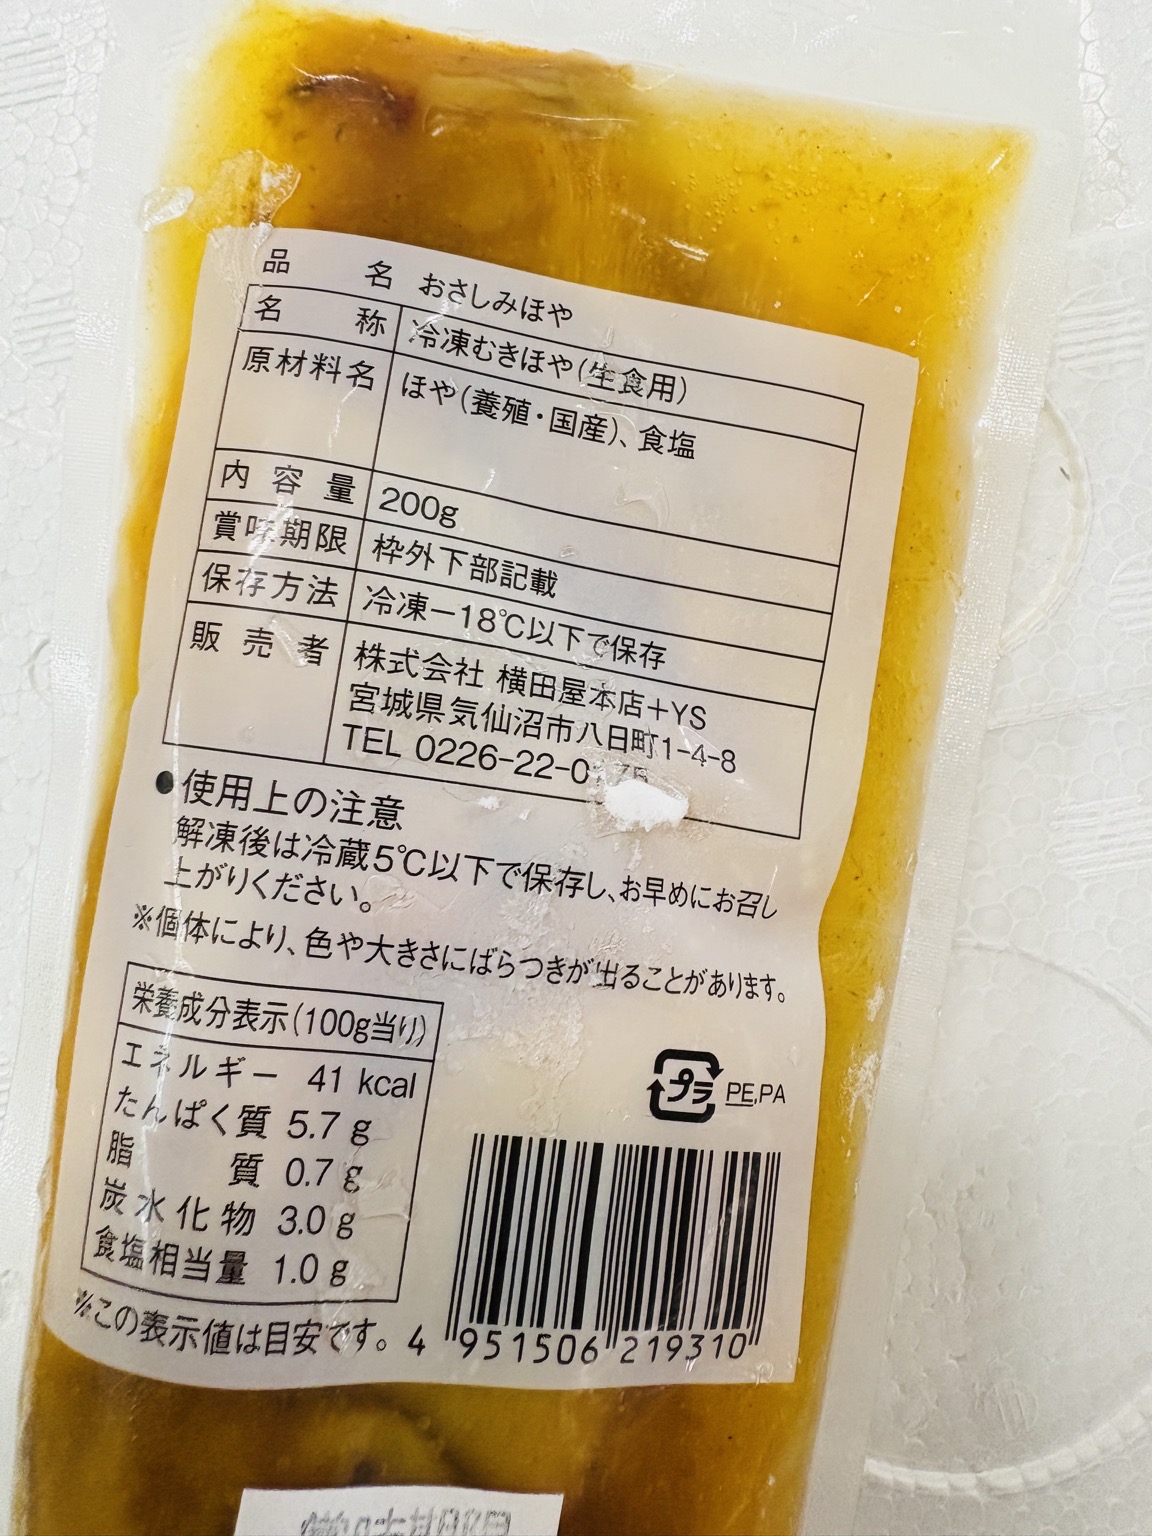 品名 おさしみほや
名称 冷凍むきほや(生食用)
原材料名 ほや(養殖・国産)、食塩
内容量 200g
賞味期限 枠外下部記載
保存方法 冷凍−18℃以下で保存
販売者 株式会社 横田屋本店+YS
宮城県気仙沼市八日町1-4-8
TEL 0226-22-0
●使用上の注意
解凍後は冷蔵5℃以下で保存し、お早めにお召し
上がりください。
※個体により、色や大きさにばらつきが出ることがあります。
栄養成分表示(100g当り)
エネルギー 41 kcal
たんぱく質 5.7 g
脂質 0.7 g
炭水化物 3.0 g
食塩相当量 1.0 g
※この表示値は目安です。
プラ PE,PA
4 951506 219310